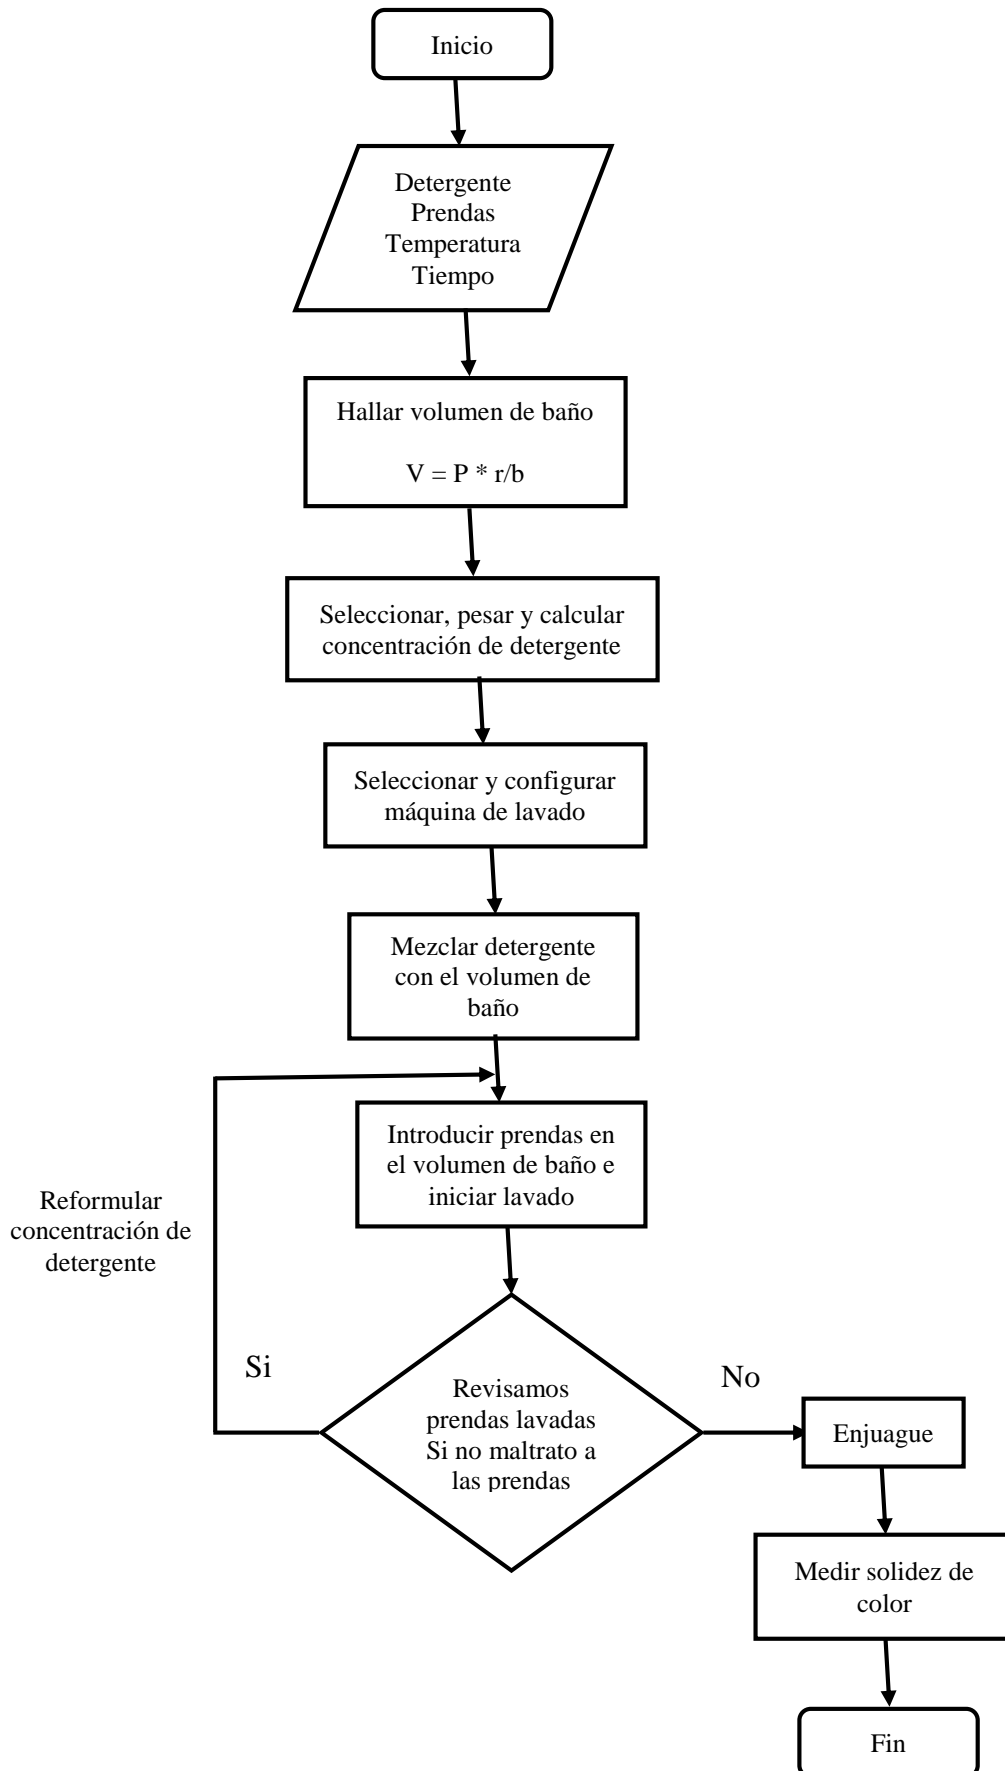 Inicio
Detergente
Prendas
Temperatura
Tiempo
Hallar volumen de baño
V = P * r/b
Seleccionar, pesar y calcular
concentración de detergente
Seleccionar y configurar
máquina de lavado
Mezclar detergente
con el volumen de
baño
Introducir prendas en
el volumen de baño e
iniciar lavado
Reformular
concentración de
detergente
Si
Revisamos
prendas lavadas
Si no maltrato a
las prendas
No
Enjuague
Medir solidez de
color
Fin